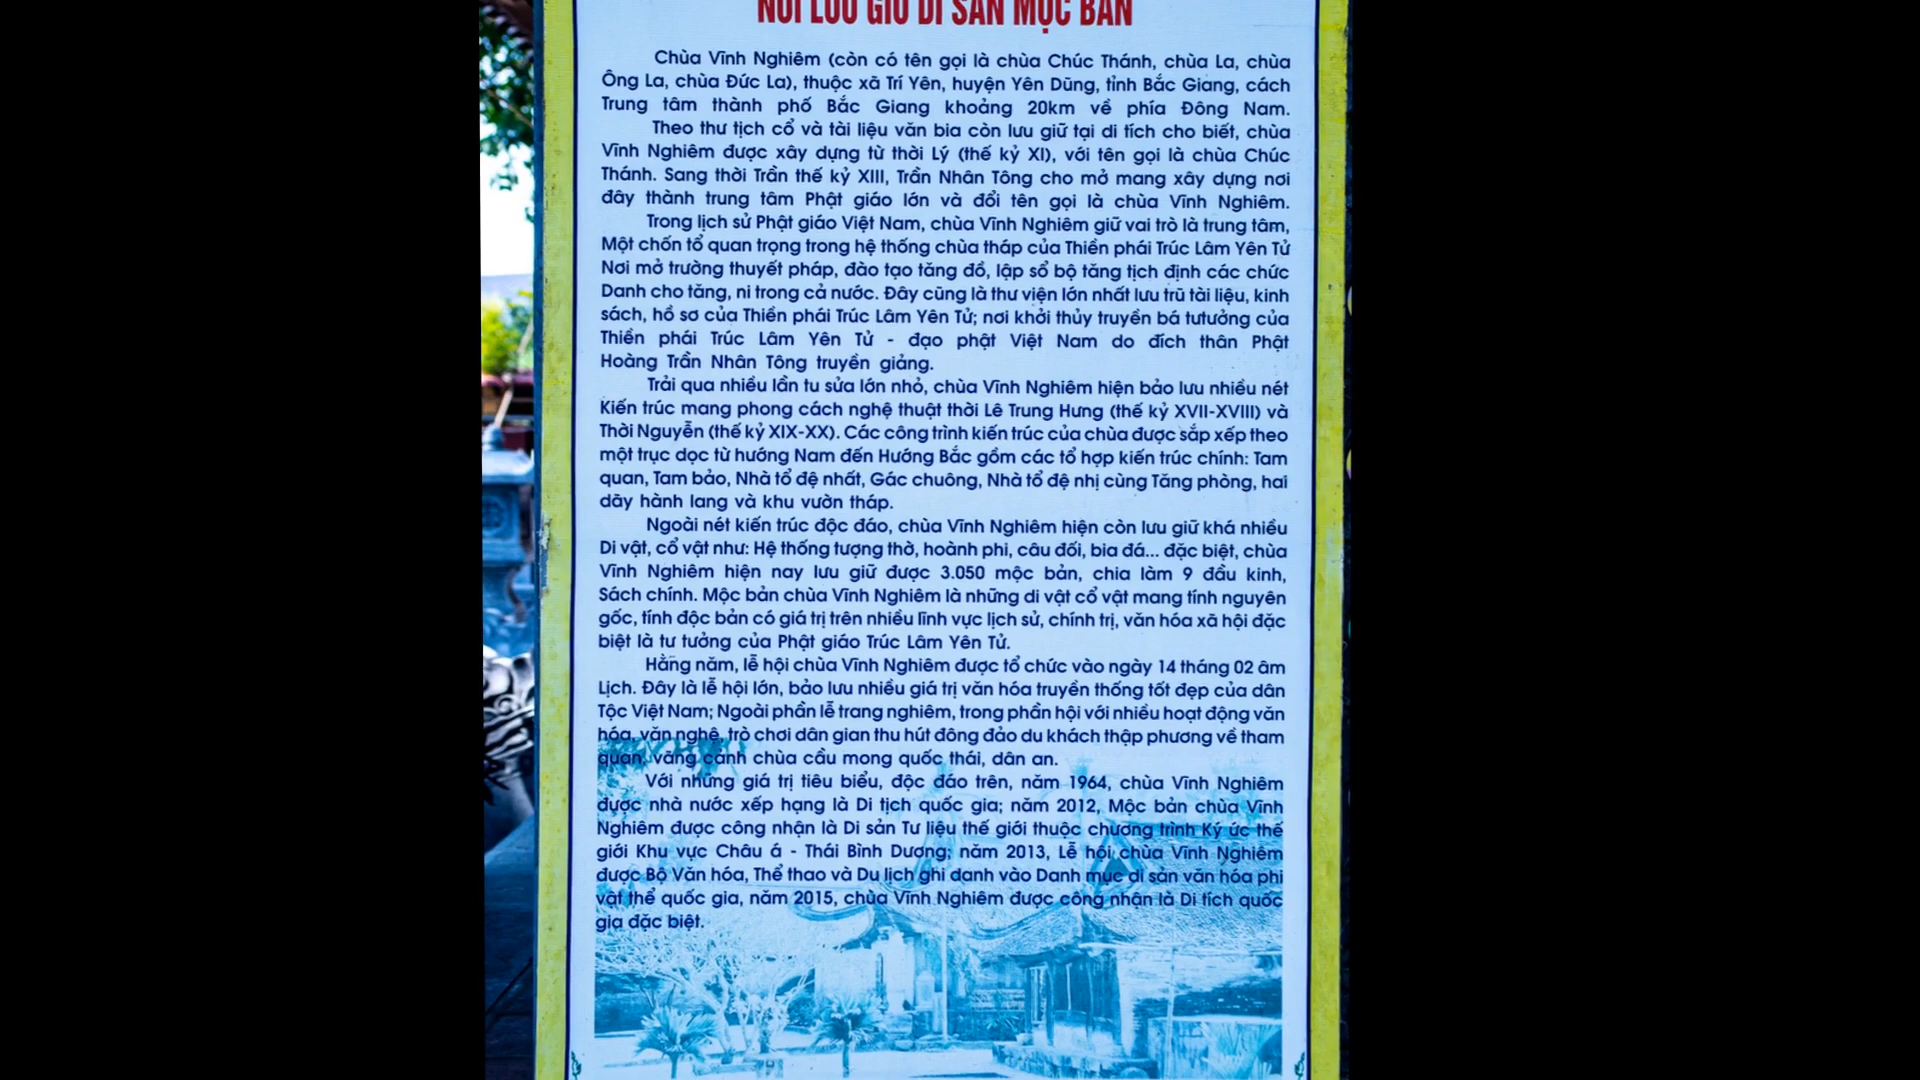 NƠI LƯU GIỮ DI SẢN MỘC BẢN
Chùa Vĩnh Nghiêm (còn có tên gọi là chùa Chúc Thánh, chùa La, chùa
Ông La, chùa Đức La), thuộc xã Trí Yên, huyện Yên Dũng, tỉnh Bắc Giang, cách
Trung tâm thành phố Bắc Giang khoảng 20km về phía Đông Nam.
Theo thư tịch cổ và tài liệu văn bia còn lưu giữ tại di tích cho biết, chùa
Vĩnh Nghiêm được xây dựng từ thời Lý (thế kỷ XI), với tên gọi là chùa Chúc
Thánh. Sang thời Trần thế kỷ XIII, Trần Nhân Tông cho mở mang xây dựng nơi
đây thành trung tâm Phật giáo lớn và đổi tên gọi là chùa Vĩnh Nghiêm.
Trong lịch sử Phật giáo Việt Nam, chùa Vĩnh Nghiêm giữ vai trò là trung tâm,
Một chốn tổ quan trọng trong hệ thống chùa tháp của Thiền phái Trúc Lâm Yên Tử
Nơi mở trường thuyết pháp, đào tạo tăng đồ, lập sổ bộ tăng tịch định các chức
Danh cho tăng, ni trong cả nước. Đây cũng là thư viện lớn nhất lưu trũ tài liệu, kinh
sách, hồ sơ của Thiền phái Trúc Lâm Yên Tử; nơi khởi thủy truyền bá tưtưởng của
Thiền phái Trúc Lâm Yên Tử - đạo phật Việt Nam do đích thân Phật
Hoàng Trần Nhân Tông truyền giảng.
Trải qua nhiều lần tu sửa lớn nhỏ, chùa Vĩnh Nghiêm hiện bảo lưu nhiều nét
Kiến trúc mang phong cách nghệ thuật thời Lê Trung Hưng (thế kỷ XVII-XVIII) và
Thời Nguyễn (thế kỷ XIX-XX). Các công trình kiến trúc của chùa được sắp xếp theo
một trục dọc từ hướng Nam đến Hướng Bắc gồm các tổ hợp kiến trúc chính: Tam
quan, Tam bảo, Nhà tổ đệ nhất, Gác chuông, Nhà tổ đệ nhị cùng Tăng phòng, hai
dãy hành lang và khu vườn tháp.
Ngoài nét kiến trúc độc đáo, chùa Vĩnh Nghiêm hiện còn lưu giữ khá nhiều
Di vật, cổ vật như: Hệ thống tượng thờ, hoành phi, câu đối, bia đá... đặc biệt, chùa
Vĩnh Nghiêm hiện nay lưu giữ được 3.050 mộc bản, chia làm 9 đầu kinh,
Sách chính. Mộc bản chùa Vĩnh Nghiêm là những di vật cổ vật mang tính nguyên
gốc, tính độc bản có giá trị trên nhiều lĩnh vực lịch sử, chính trị, văn hóa xã hội đặc
biệt là tư tưởng của Phật giáo Trúc Lâm Yên Tử.
Hằng năm, lễ hội chùa Vĩnh Nghiêm được tổ chức vào ngày 14 tháng 02 âm
Lịch. Đây là lễ hội lớn, bảo lưu nhiều giá trị văn hóa truyền thống tốt đẹp của dân
Tộc Việt Nam; Ngoài phần lễ trang nghiêm, trong phần hội với nhiều hoạt động văn
hóa, văn nghệ, trò chơi dân gian thu hút đông đảo du khách thập phương về tham
quan, vãng cảnh chùa cầu mong quốc thái, dân an.
Với những giá trị tiêu biểu, độc đáo trên, năm 1964, chùa Vĩnh Nghiêm
được nhà nước xếp hạng là Di tịch quốc gia; năm 2012, Mộc bản chùa Vĩnh
Nghiêm được công nhận là Di sản Tư liệu thế giới thuộc chương trình Ký ức thế
giới Khu vực Châu á - Thái Bình Dương; năm 2013, Lễ hội chùa Vĩnh Nghiêm
được Bộ Văn hóa, Thể thao và Du lịch ghi danh vào Danh mục di sản văn hóa phi
vật thể quốc gia, năm 2015, chùa Vĩnh Nghiêm được công nhận là Di tích quốc
gia đặc biệt.